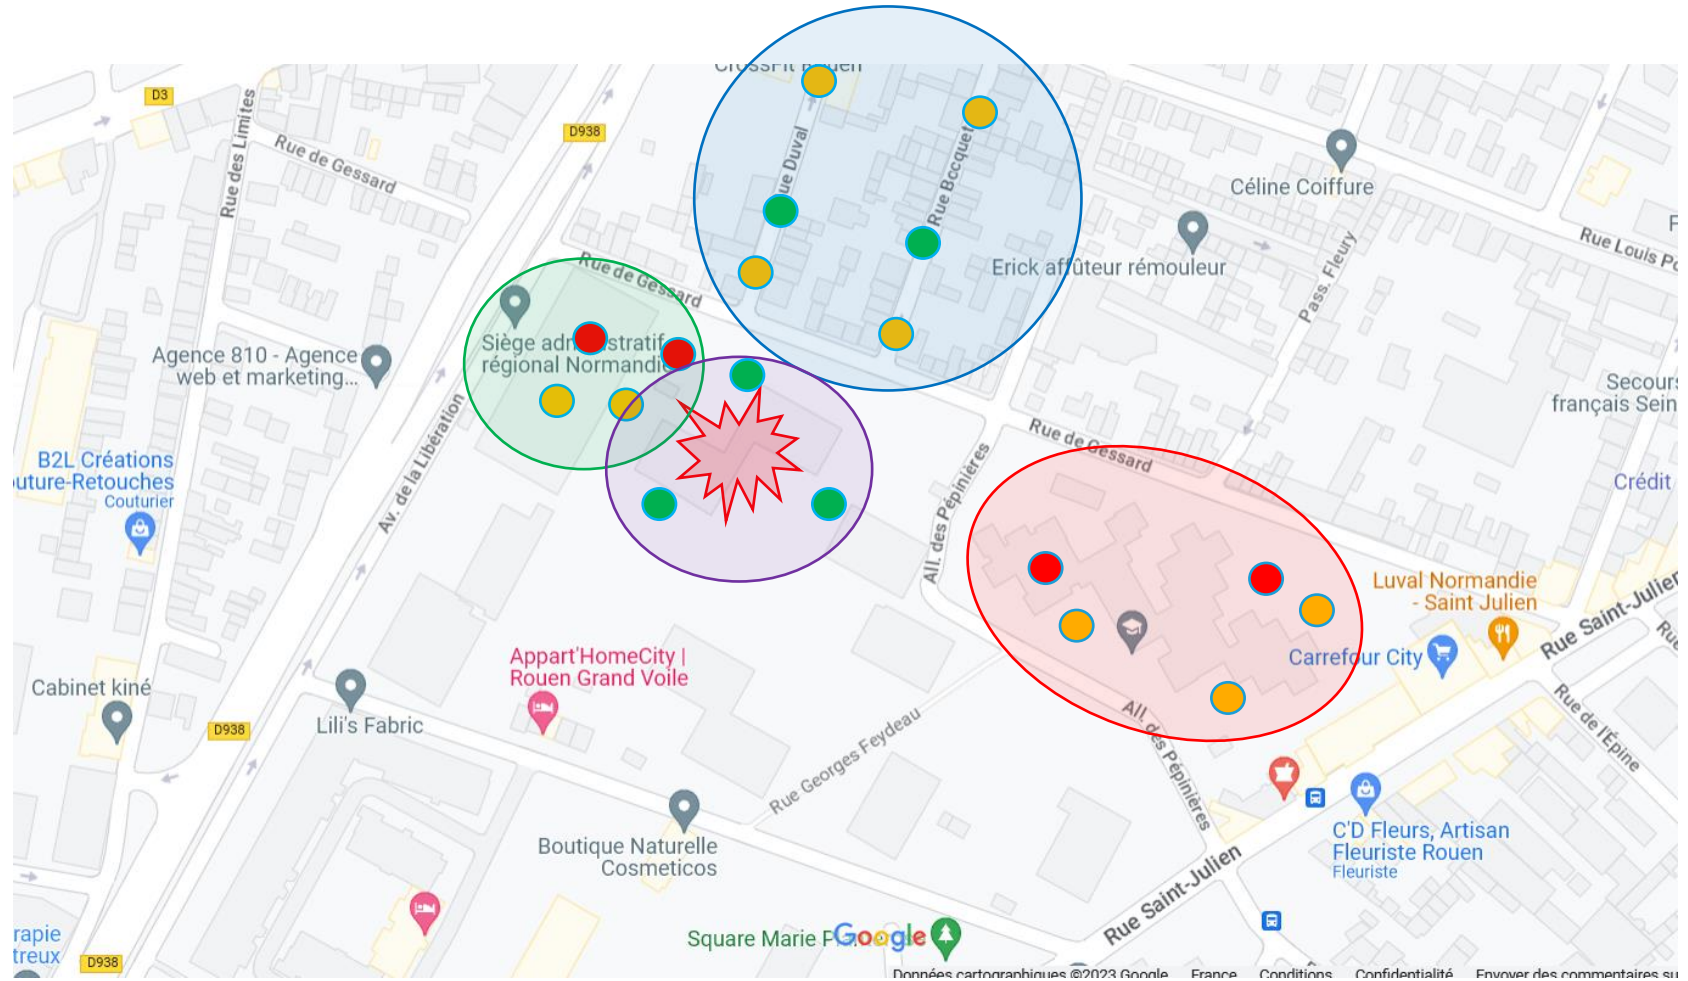 CrossFit Rouen
D3
D938
Rue des Limites
Rue de Gessard
Rue Duval
Rue Bocquet
Céline Coiffure
Erick affûteur rémouleur
Pass. Fleury
Rue Louis
Rue de Gessard
Siège administratif
régional Normandie
Agence 810 - Agence
web et marketing...
Av. de la Libération
Secours
français Sein
Rue de Gessard
All. des Pépinières
B2L Créations
uture-Retouches
Couturier
Crédit
Luval Normandie
- Saint Julien
Carrefour City
Rue Saint-Julien
Appart'HomeCity |
Rouen Grand Voile
Cabinet kiné
Lili's Fabric
D938
Rue Georges Feydeau
All. des Pépinières
Rue de l'Épine
Boutique Naturelle
Cosmeticos
C'D Fleurs, Artisan
Fleuriste Rouen
Fleuriste
Rue Saint-Julien
Square Marie
Google
rapie
treux
D938
Données cartographiques ©2023 Google France Conditions Confidentialité Envoyer des commentaires su